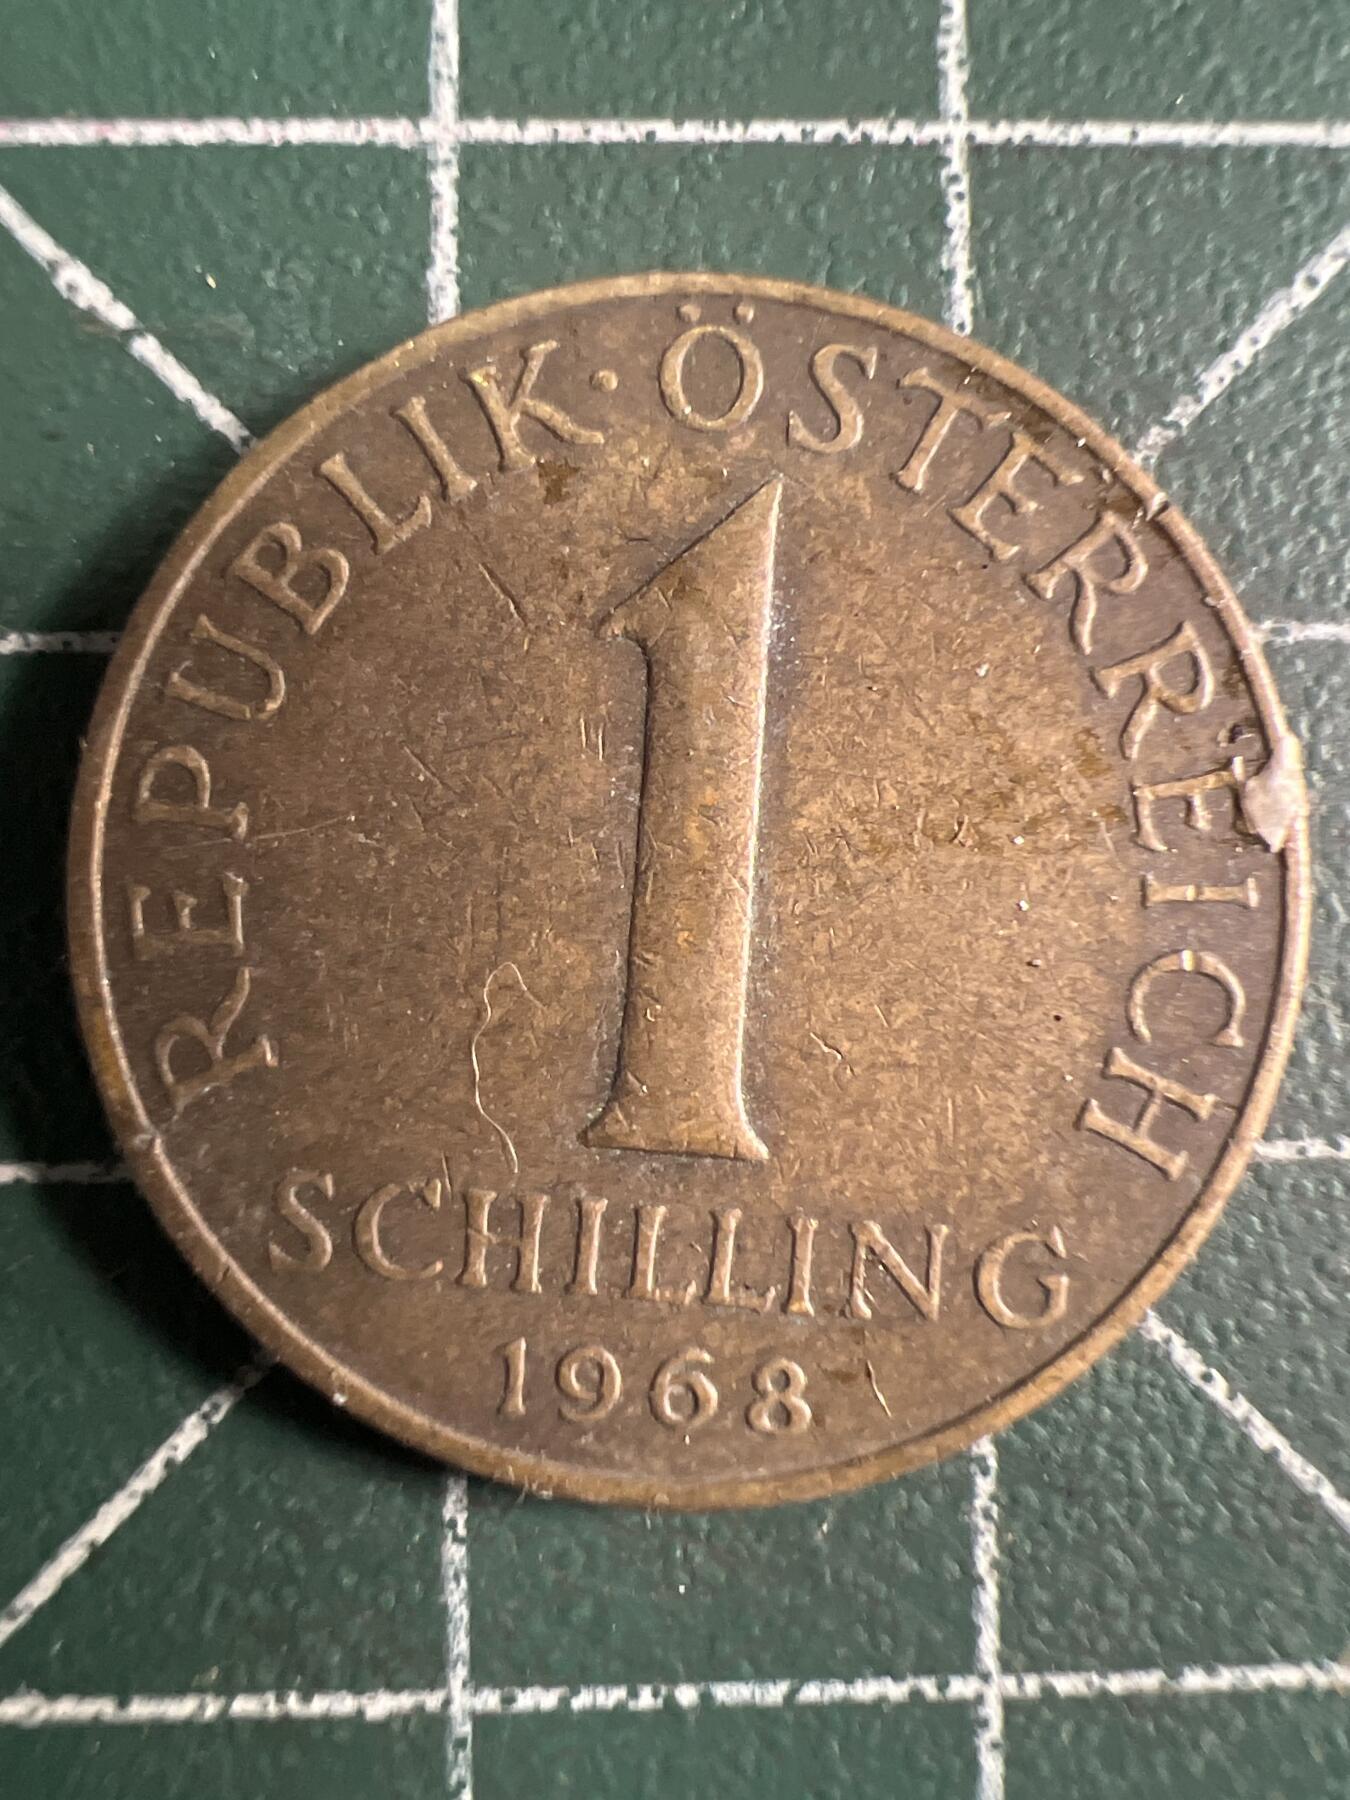 REPUBLIK · ÖSTERREICH
1
SCHILLING
1968